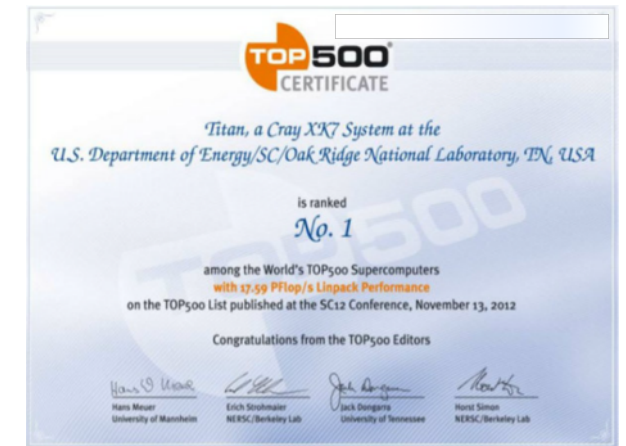 TOP500
CERTIFICATE
Titan, a Cray XK7 System at the
U.S. Department of Energy/SC/Oak Ridge National Laboratory, TN, USA
is ranked
No. 1
among the World's TOP500 Supercomputers
with 17.59 PFlop/s Linpack Performance
on the TOP500 List published at the SC12 Conference, November 13, 2012
Congratulations from the TOP500 Editors
Hans Meuer Erich Strohmaier Jack Dongarra Horst Simon
University of Mannheim NERSC/Berkeley Lab University of Tennessee NERSC/Berkeley Lab